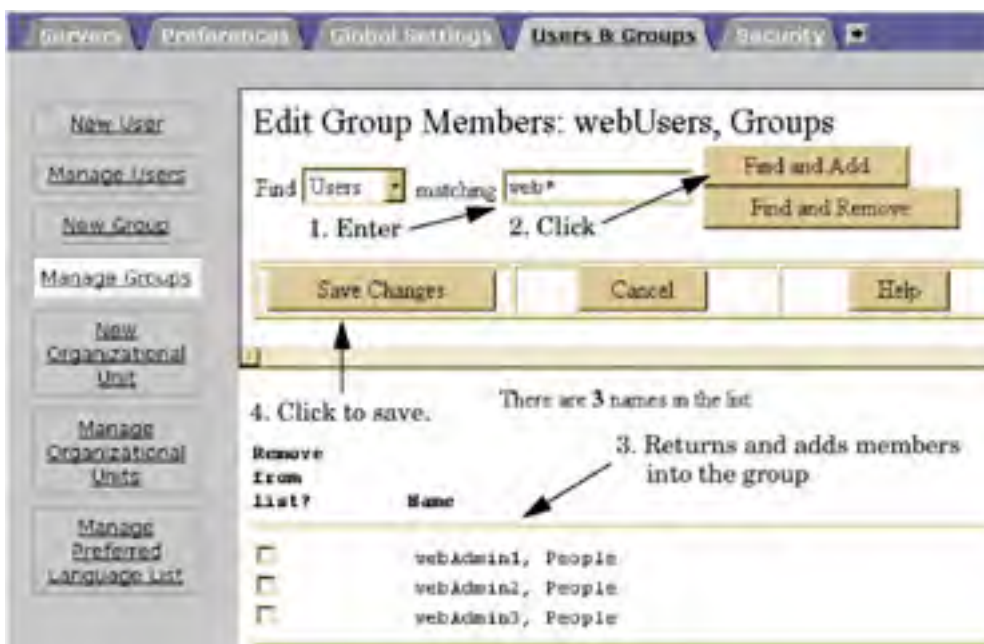 Servers Preferences Global Settings Users & Groups Security
New User
Manage Users
New Group
Manage Groups
New
Organizational
Unit
Manage
Organizational
Units
Manage
Preferred
Language List
Edit Group Members: webUsers, Groups
Find Users matching web* Find and Add
Find and Remove
1. Enter 2. Click
Save Changes Cancel Help
4. Click to save.
There are 3 names in the list
3. Returns and adds members
into the group
Remove
from
list? Name
webAdmin1, People
webAdmin2, People
webAdmin3, People